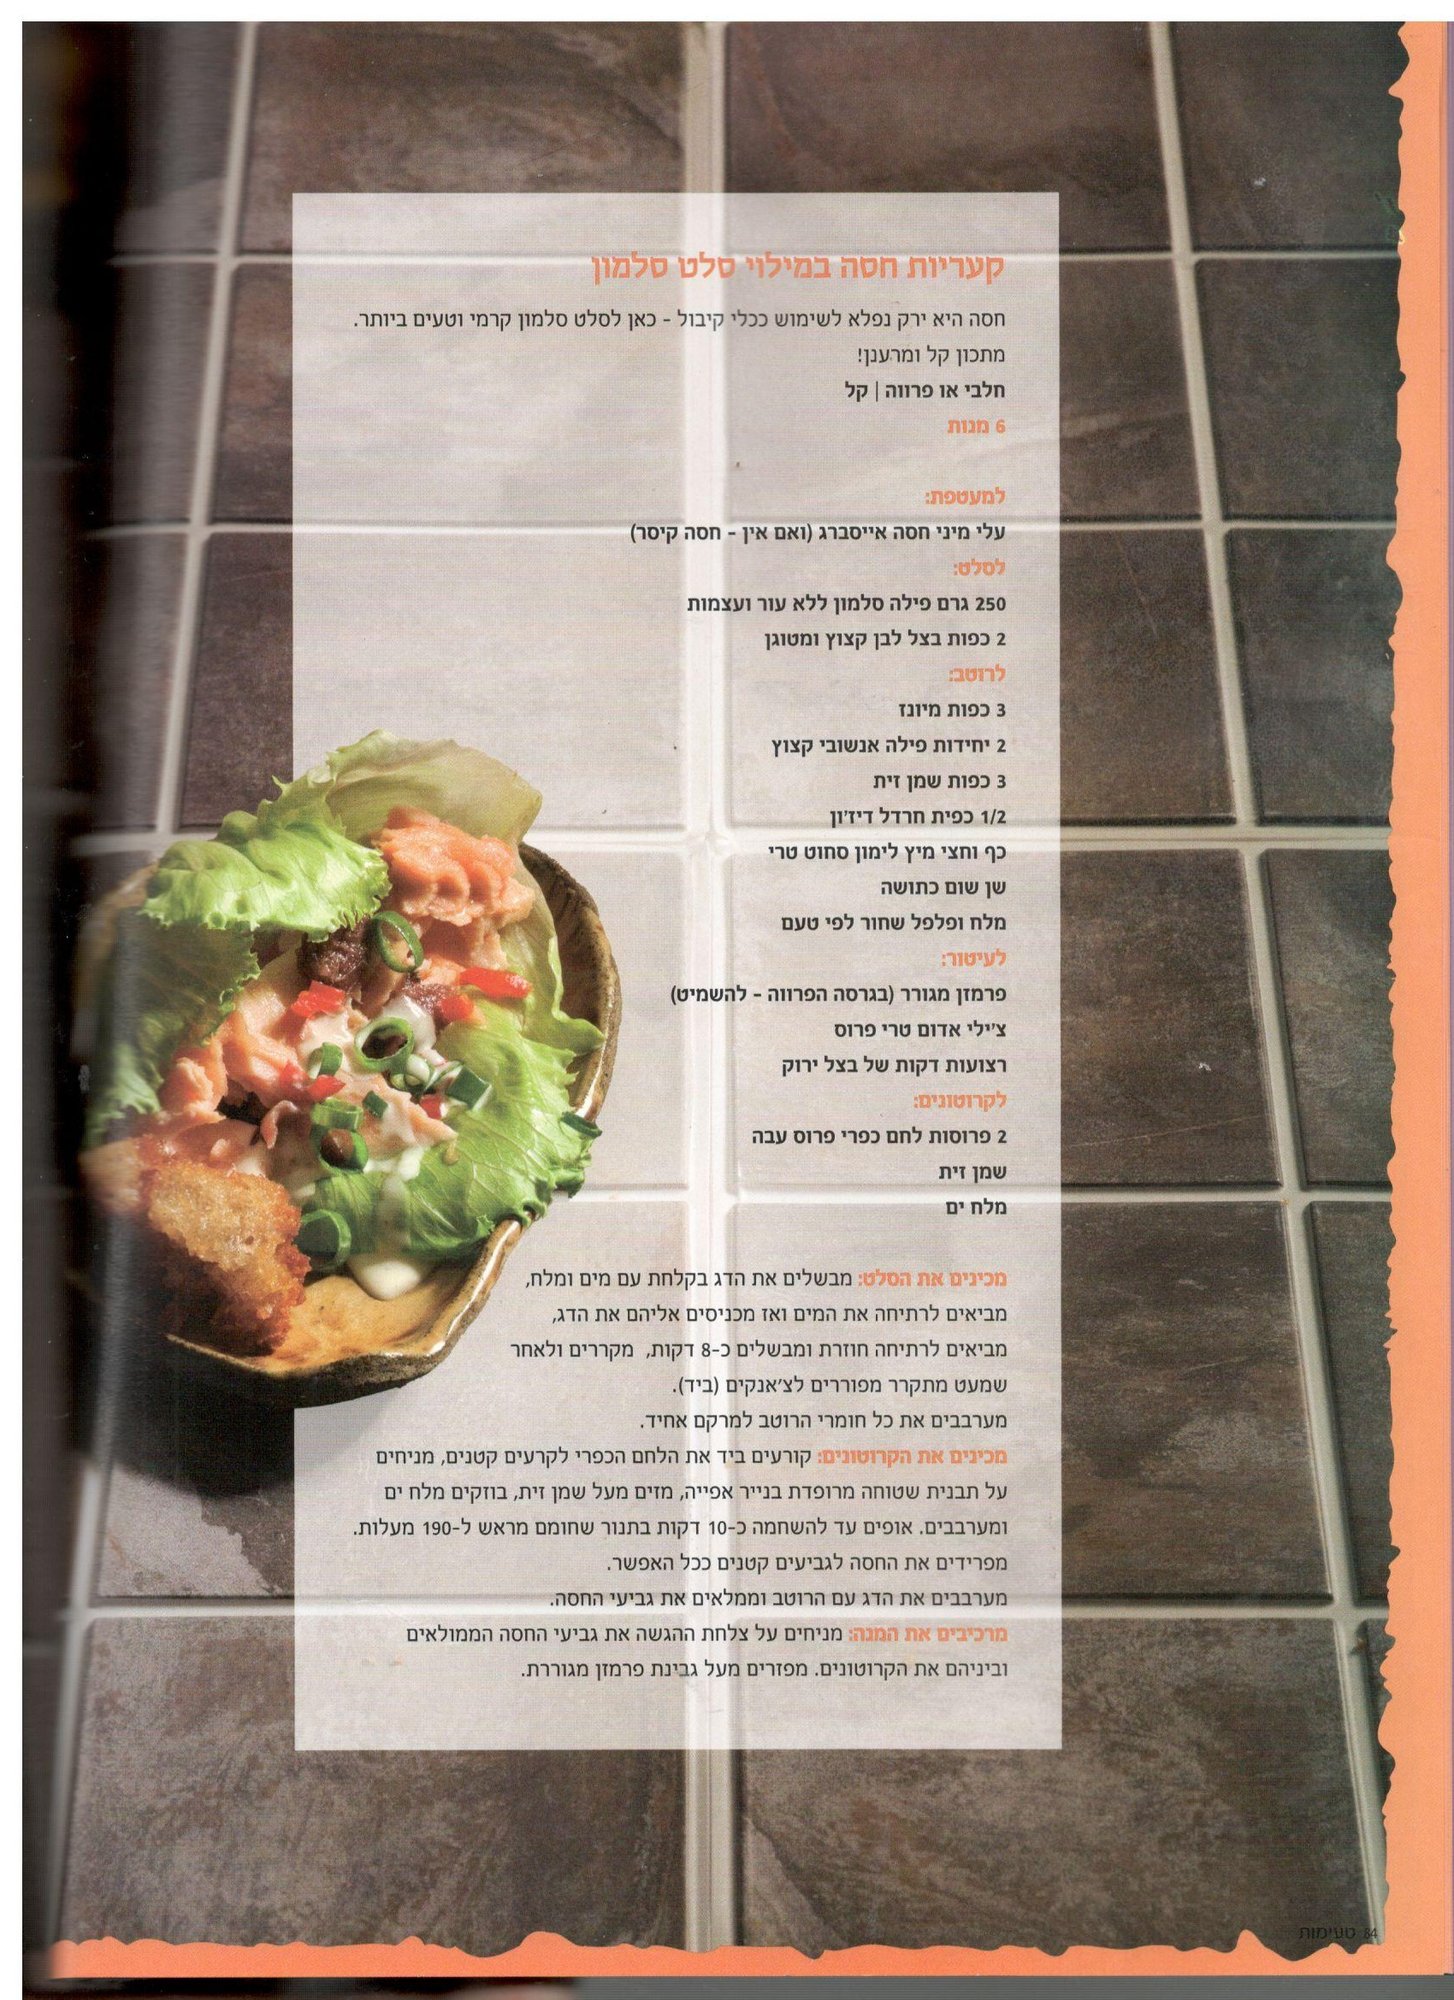 קעריות חסה במילוי סלט סלמון
חסה היא ירק נפלא לשימוש ככלי קיבול - כאן לסלט סלמון קרמי וטעים ביותר.
מתכון קל ומרענן!
חלבי או פרווה | קל
6 מנות
למעטפת:
עלי מיני חסה אייסברג (ואם אין - חסה קיסר)
לסלט:
250 גרם פילה סלמון ללא עור ועצמות
2 כפות בצל לבן קצוץ ומטוגן
לרוטב:
3 כפות מיונז
2 יחידות פילה אנשובי קצוץ
3 כפות שמן זית
1/2 כפית חרדל דיז'ון
כף וחצי מיץ לימון סחוט טרי
שן שום כתושה
מלח ופלפל שחור לפי טעם
לעיטור:
פרמזן מגורר (בגרסה הפרווה - להשמיט)
צ'ילי אדום טרי פרוס
רצועות דקות של בצל ירוק
לקרוטונים:
2 פרוסות לחם כפרי פרוס עבה
שמן זית
מלח ים
מכינים את הסלט: מבשלים את הדג בקלחת עם מים ומלח,
מביאים לרתיחה את המים ואז מכניסים אליהם את הדג,
מביאים לרתיחה חוזרת ומבשלים כ-8 דקות, מקררים ולאחר
שמעט מתקרר מפוררים לצ'אנקים (ביד).
מערבבים את כל חומרי הרוטב למרקם אחיד.
מכינים את הקרוטונים: קורעים ביד את הלחם הכפרי לקרעים קטנים, מניחים
על תבנית שטוחה מרופדת בנייר אפייה, מזים מעל שמן זית, בוזקים מלח ים
ומערבבים. אופים עד להשחמה כ-10 דקות בתנור שחומם מראש ל-190 מעלות.
מפרידים את החסה לגביעים קטנים ככל האפשר.
מערבבים את הדג עם הרוטב וממלאים את גביעי החסה.
מרכיבים את המנה: מניחים על צלחת ההגשה את גביעי החסה הממולאים
וביניהם את הקרוטונים. מפזרים מעל גבינת פרמזן מגוררת.
84 טעימות